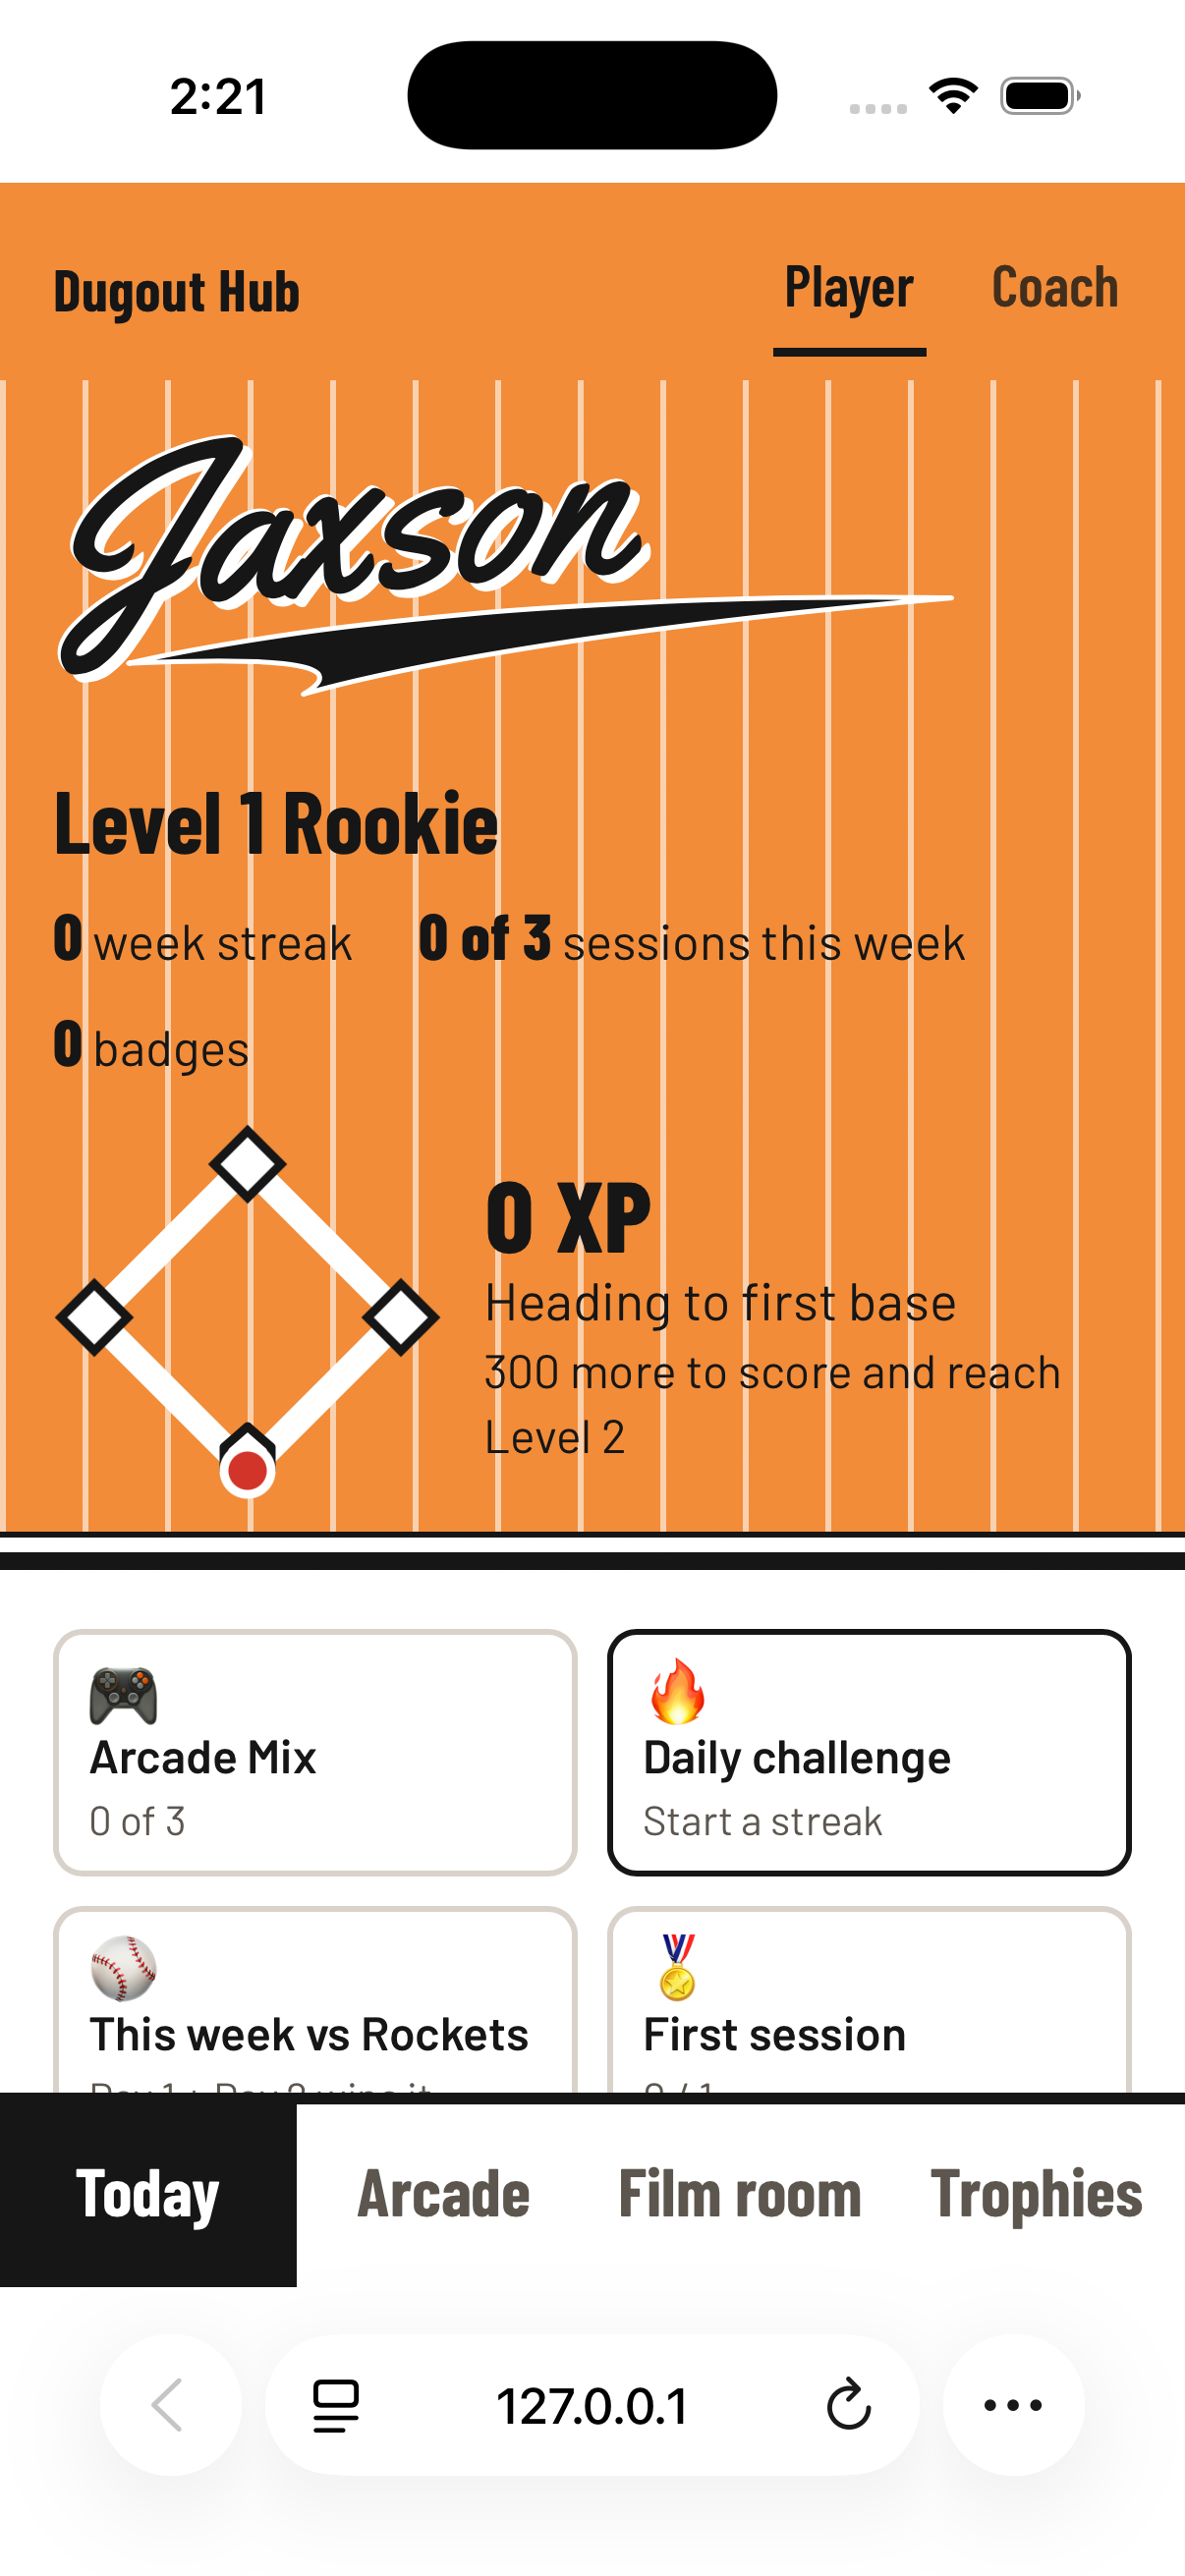 2:21
Dugout Hub
Player
Coach
Jaxson
Level 1 Rookie
0 week streak
0 of 3 sessions this week
0 badges
0 XP
Heading to first base
300 more to score and reach
Level 2
Arcade Mix
0 of 3
Daily challenge
Start a streak
This week vs Rockets
First session
Today
Arcade
Film room
Trophies
127.0.0.1